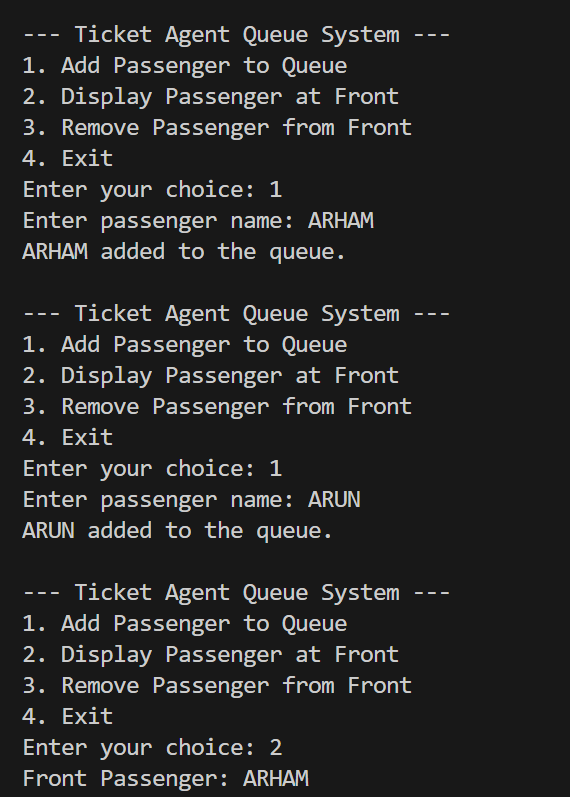 --- Ticket Agent Queue System ---
1. Add Passenger to Queue
2. Display Passenger at Front
3. Remove Passenger from Front
4. Exit
Enter your choice: 1
Enter passenger name: ARHAM
ARHAM added to the queue.
--- Ticket Agent Queue System ---
1. Add Passenger to Queue
2. Display Passenger at Front
3. Remove Passenger from Front
4. Exit
Enter your choice: 1
Enter passenger name: ARUN
ARUN added to the queue.
--- Ticket Agent Queue System ---
1. Add Passenger to Queue
2. Display Passenger at Front
3. Remove Passenger from Front
4. Exit
Enter your choice: 2
Front Passenger: ARHAM